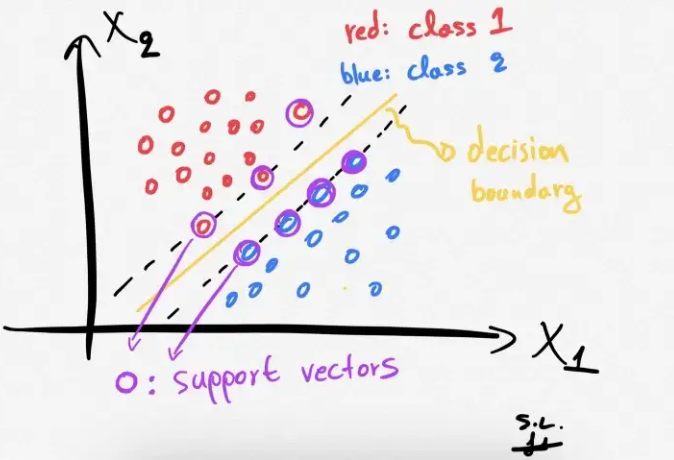 X2
red: class 1
blue: class 2
decision
boundary
X1
O: support vectors
S.L.